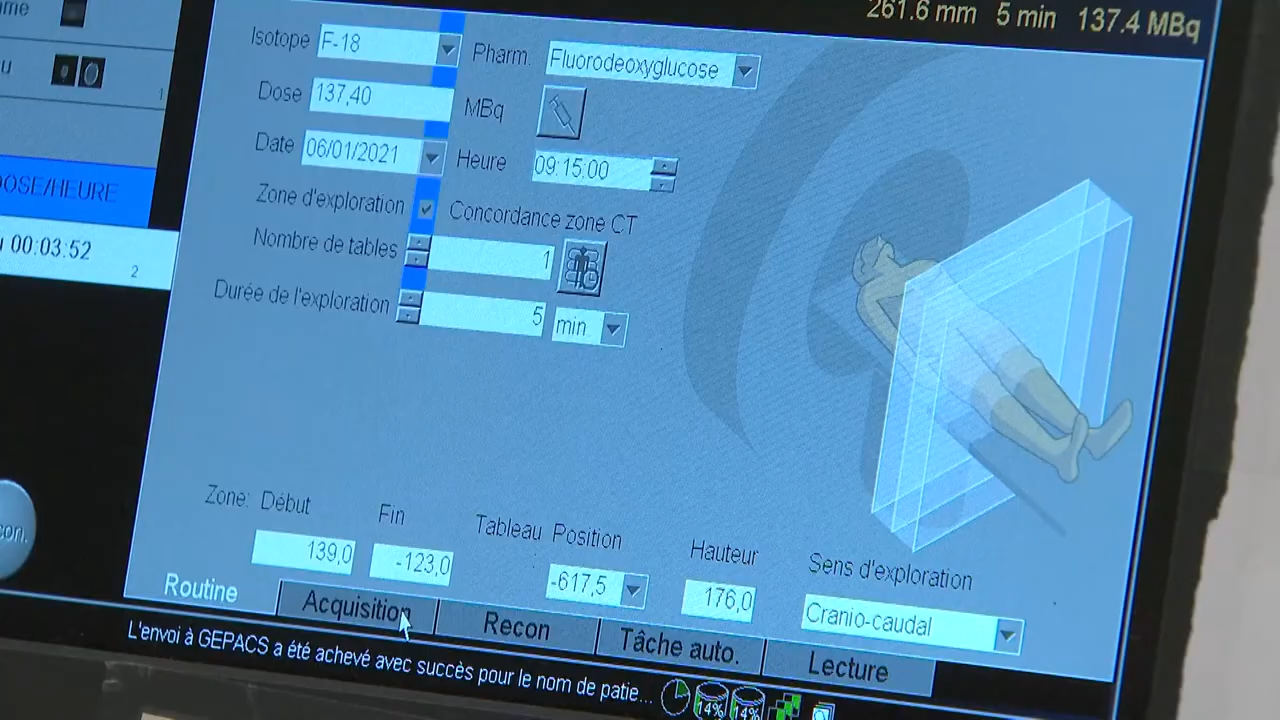 261.6 mm 5 min 137.4 MBq
Isotope F-18 Pharm. Fluorodeoxyglucose
Dose 137,40 MBq
Date 06/01/2021 Heure 09:15:00
DOSE/HEURE
Zone d'exploration Concordance zone CT
00:03:52
2
Nombre de tables 1
Durée de l'exploration 5 min
1
Zone: Début Fin Tableau Position Hauteur Sens d'exploration
139,0 -123,0 -617,5 176,0 Cranio-caudal
Routine Acquisition Recon Tâche auto. Lecture
L'envoi à GEPACS a été achevé avec succès pour le nom de patie... 14% 14%